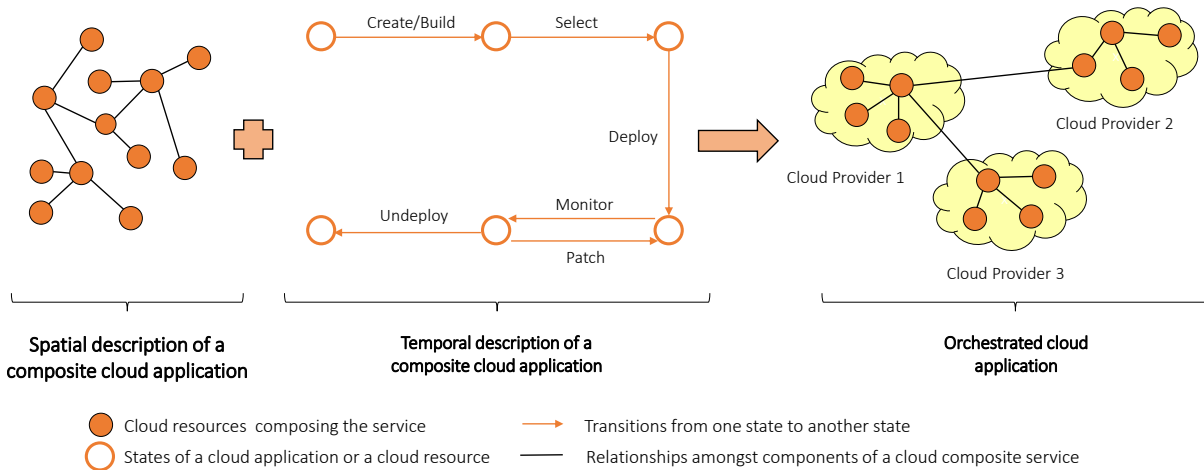 Create/Build
Select
Deploy
Monitor
Undeploy
Patch
Cloud Provider 1
Cloud Provider 2
Cloud Provider 3
Spatial description of a
composite cloud application
Temporal description of a
composite cloud application
Orchestrated cloud
application
Cloud resources composing the service
Transitions from one state to another state
States of a cloud application or a cloud resource
Relationships amongst components of a cloud composite service